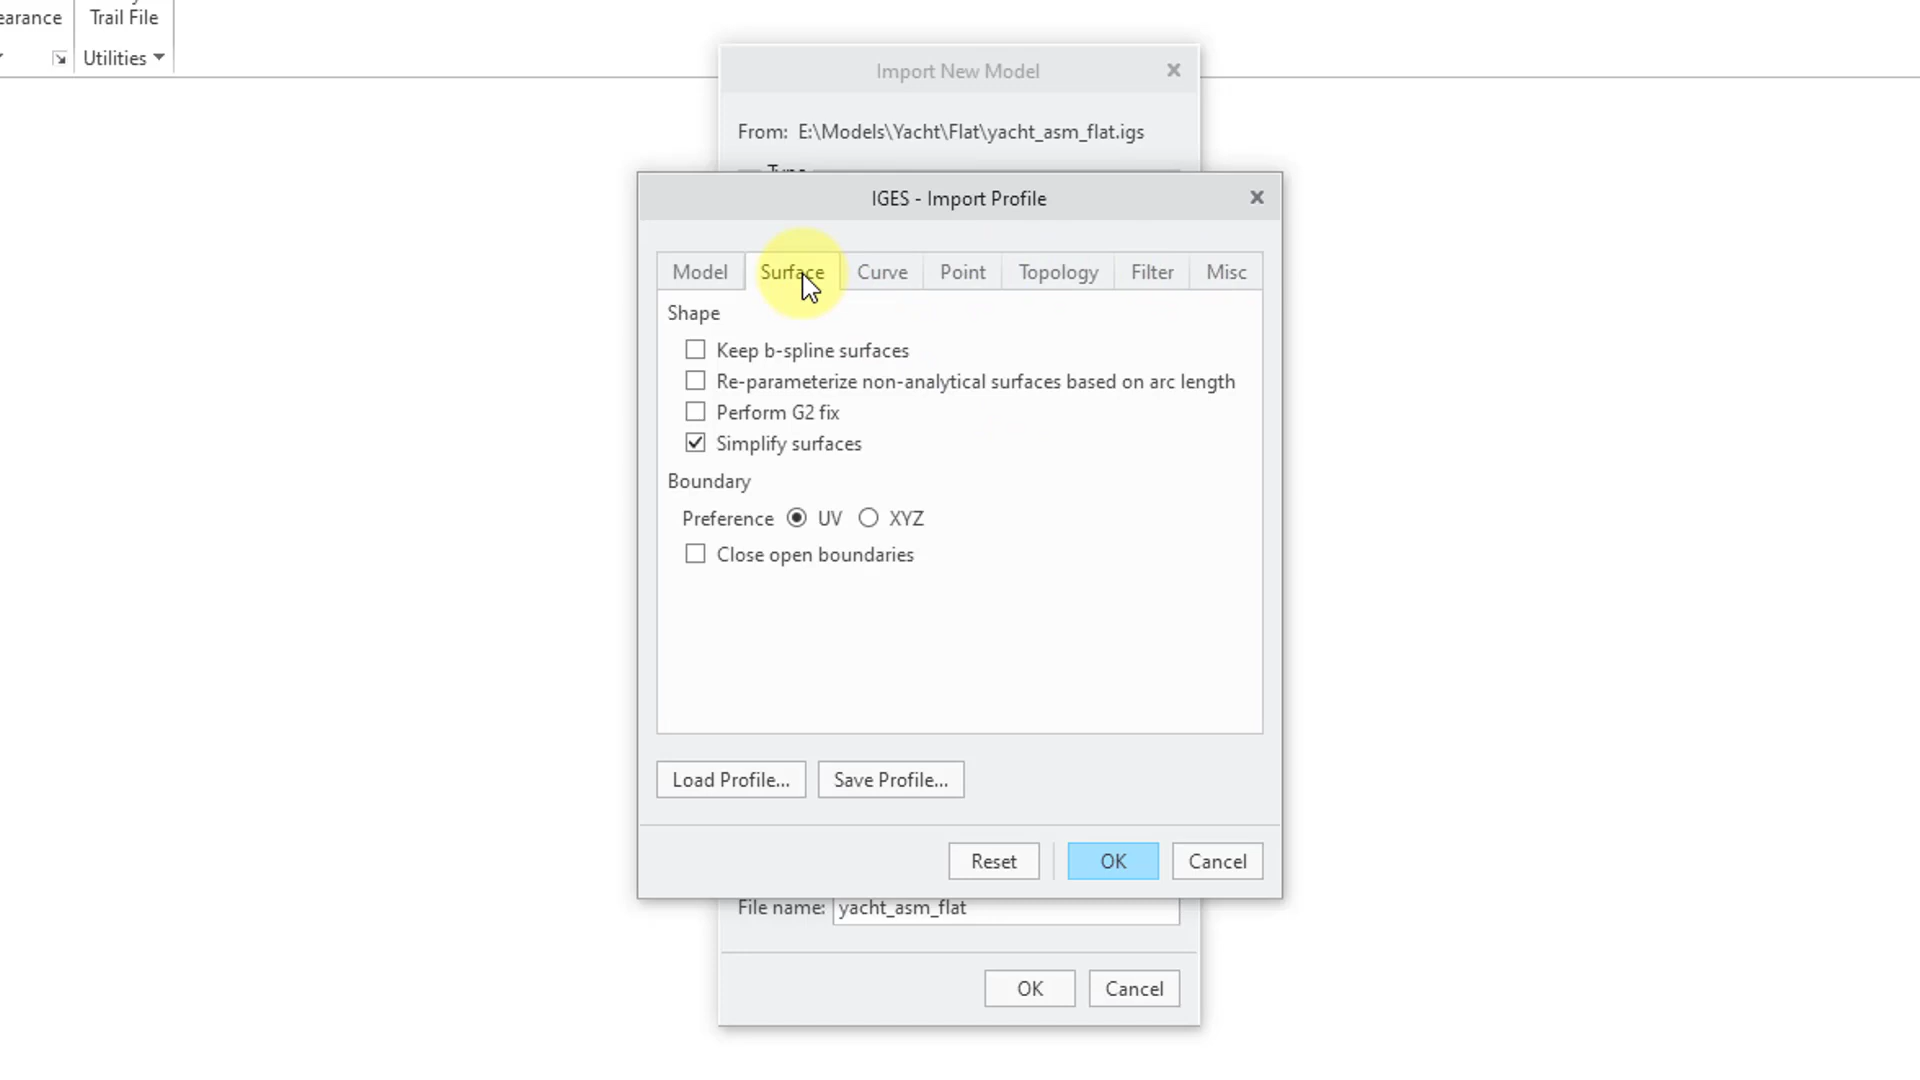 earance
Trail File
Utilities
Import New Model
From: E:\Models\Yacht\Flat\yacht_asm_flat.igs
Type
IGES - Import Profile
Model Surface Curve Point Topology Filter Misc
Shape
Keep b-spline surfaces
Re-parameterize non-analytical surfaces based on arc length
Perform G2 fix
Simplify surfaces
Boundary
Preference UV XYZ
Close open boundaries
Load Profile... Save Profile...
Reset OK Cancel
File name: yacht_asm_flat
OK Cancel